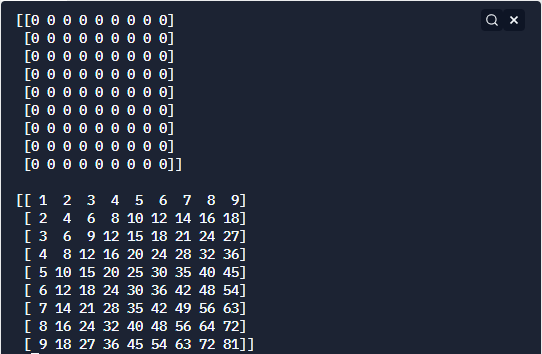 [[0 0 0 0 0 0 0 0 0]
 [0 0 0 0 0 0 0 0 0]
 [0 0 0 0 0 0 0 0 0]
 [0 0 0 0 0 0 0 0 0]
 [0 0 0 0 0 0 0 0 0]
 [0 0 0 0 0 0 0 0 0]
 [0 0 0 0 0 0 0 0 0]
 [0 0 0 0 0 0 0 0 0]
 [0 0 0 0 0 0 0 0 0]]

[[ 1  2  3  4  5  6  7  8  9]
 [ 2  4  6  8 10 12 14 16 18]
 [ 3  6  9 12 15 18 21 24 27]
 [ 4  8 12 16 20 24 28 32 36]
 [ 5 10 15 20 25 30 35 40 45]
 [ 6 12 18 24 30 36 42 48 54]
 [ 7 14 21 28 35 42 49 56 63]
 [ 8 16 24 32 40 48 56 64 72]
 [ 9 18 27 36 45 54 63 72 81]]